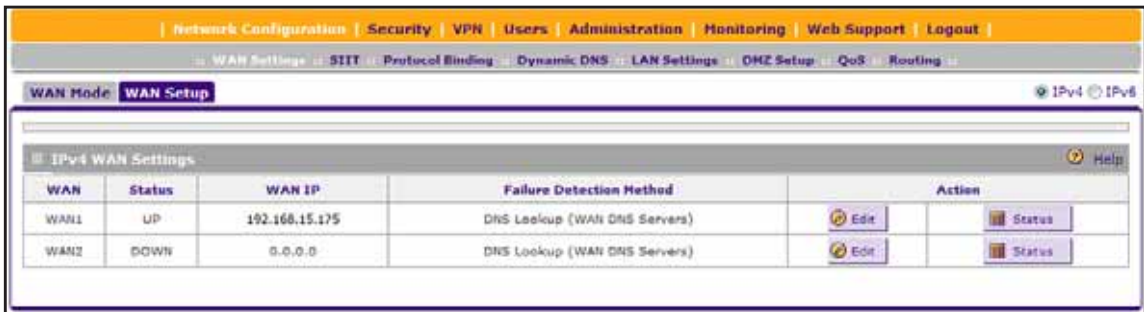 Network Configuration | Security | VPN | Users | Administration | Monitoring | Web Support | Logout |
:: WAN Settings :: SIIT :: Protocol Binding :: Dynamic DNS :: LAN Settings :: DMZ Setup :: QoS :: Routing ::
WAN Mode WAN Setup IPv4 IPv6
IPv4 WAN Settings Help
WAN Status WAN IP Failure Detection Method Action
WAN1 UP 192.168.15.175 DNS Lookup (WAN DNS Servers) Edit Status
WAN2 DOWN 0.0.0.0 DNS Lookup (WAN DNS Servers) Edit Status